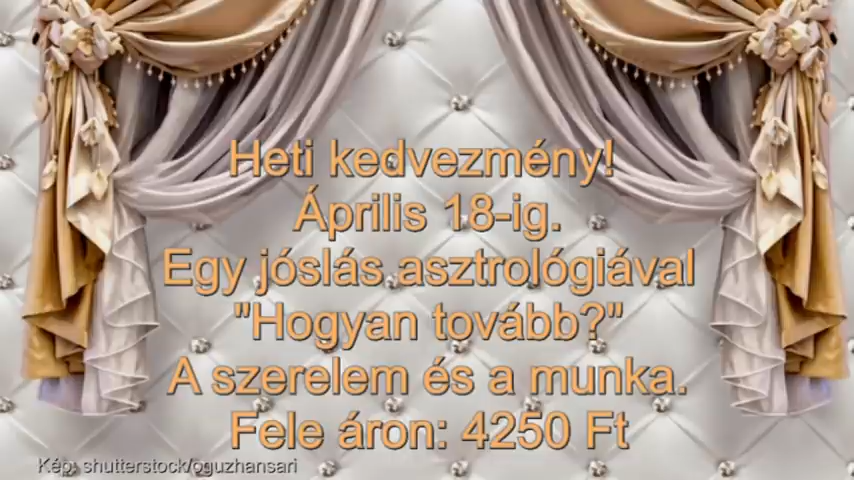 Heti kedvezmény!
Április 18-ig.
Egy jóslás asztrológiával
"Hogyan tovább?"
A szerelem és a munka.
Fele áron: 4250 Ft
Kép: shutterstock/oguzhansari